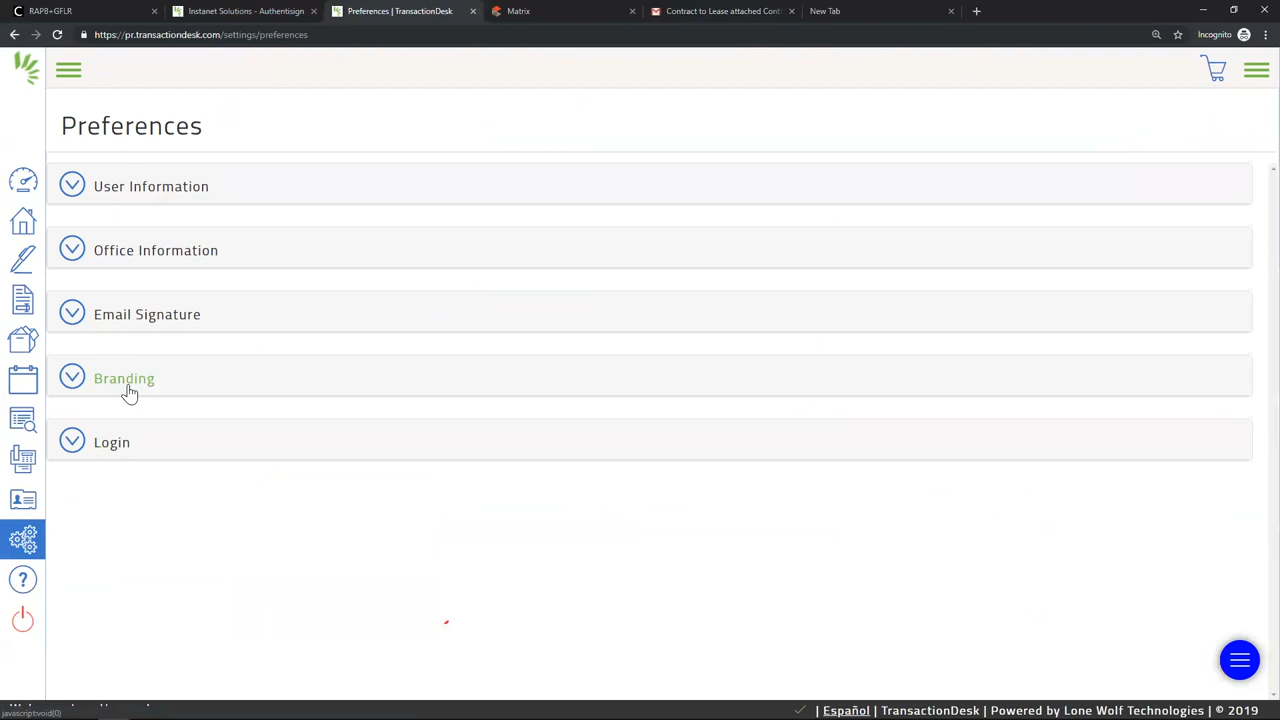 RAPB+GFLR
Instanet Solutions - Authentisign
Preferences | TransactionDesk
Matrix
Contract to Lease attached Cont
New Tab
https://pr.transactiondesk.com/settings/preferences
Incognito
Preferences
User Information
Office Information
Email Signature
Branding
Login
javascript:void(0)
| Español | TransactionDesk | Powered by Lone Wolf Technologies | © 2019